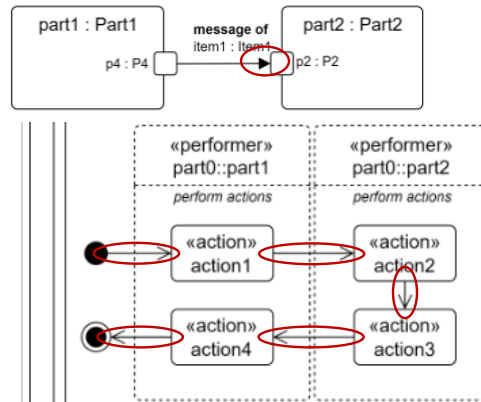 part1 : Part1
message of
part2 : Part2
item1 : Item1
p4 : P4
p2 : P2
«performer»
part0::part1
«performer»
part0::part2
perform actions
perform actions
«action»
action1
«action»
action2
«action»
action4
«action»
action3